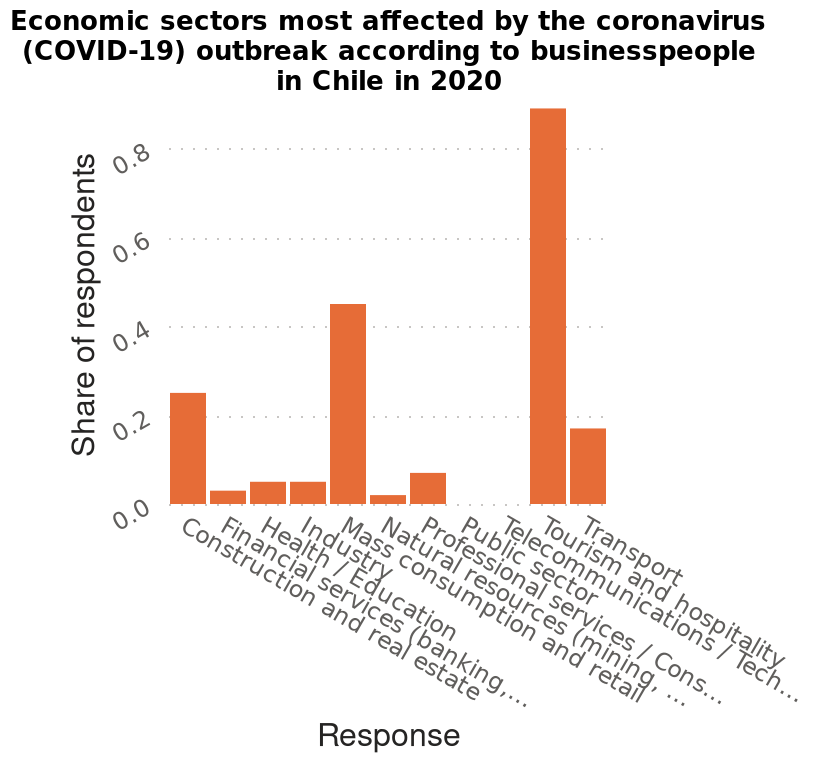 Economic sectors most affected by the coronavirus
(COVID-19) outbreak according to businesspeople
in Chile in 2020
Share of respondents
0.8
0.6
0.4
0.2
0.0
Construction and real estate
Financial services (banking,...
Health / Education
Industry
Mass consumption and retail
Natural resources (mining, ...
Professional services / Cons...
Public sector
Telecommunications / Tech...
Tourism and hospitality
Transport
Response